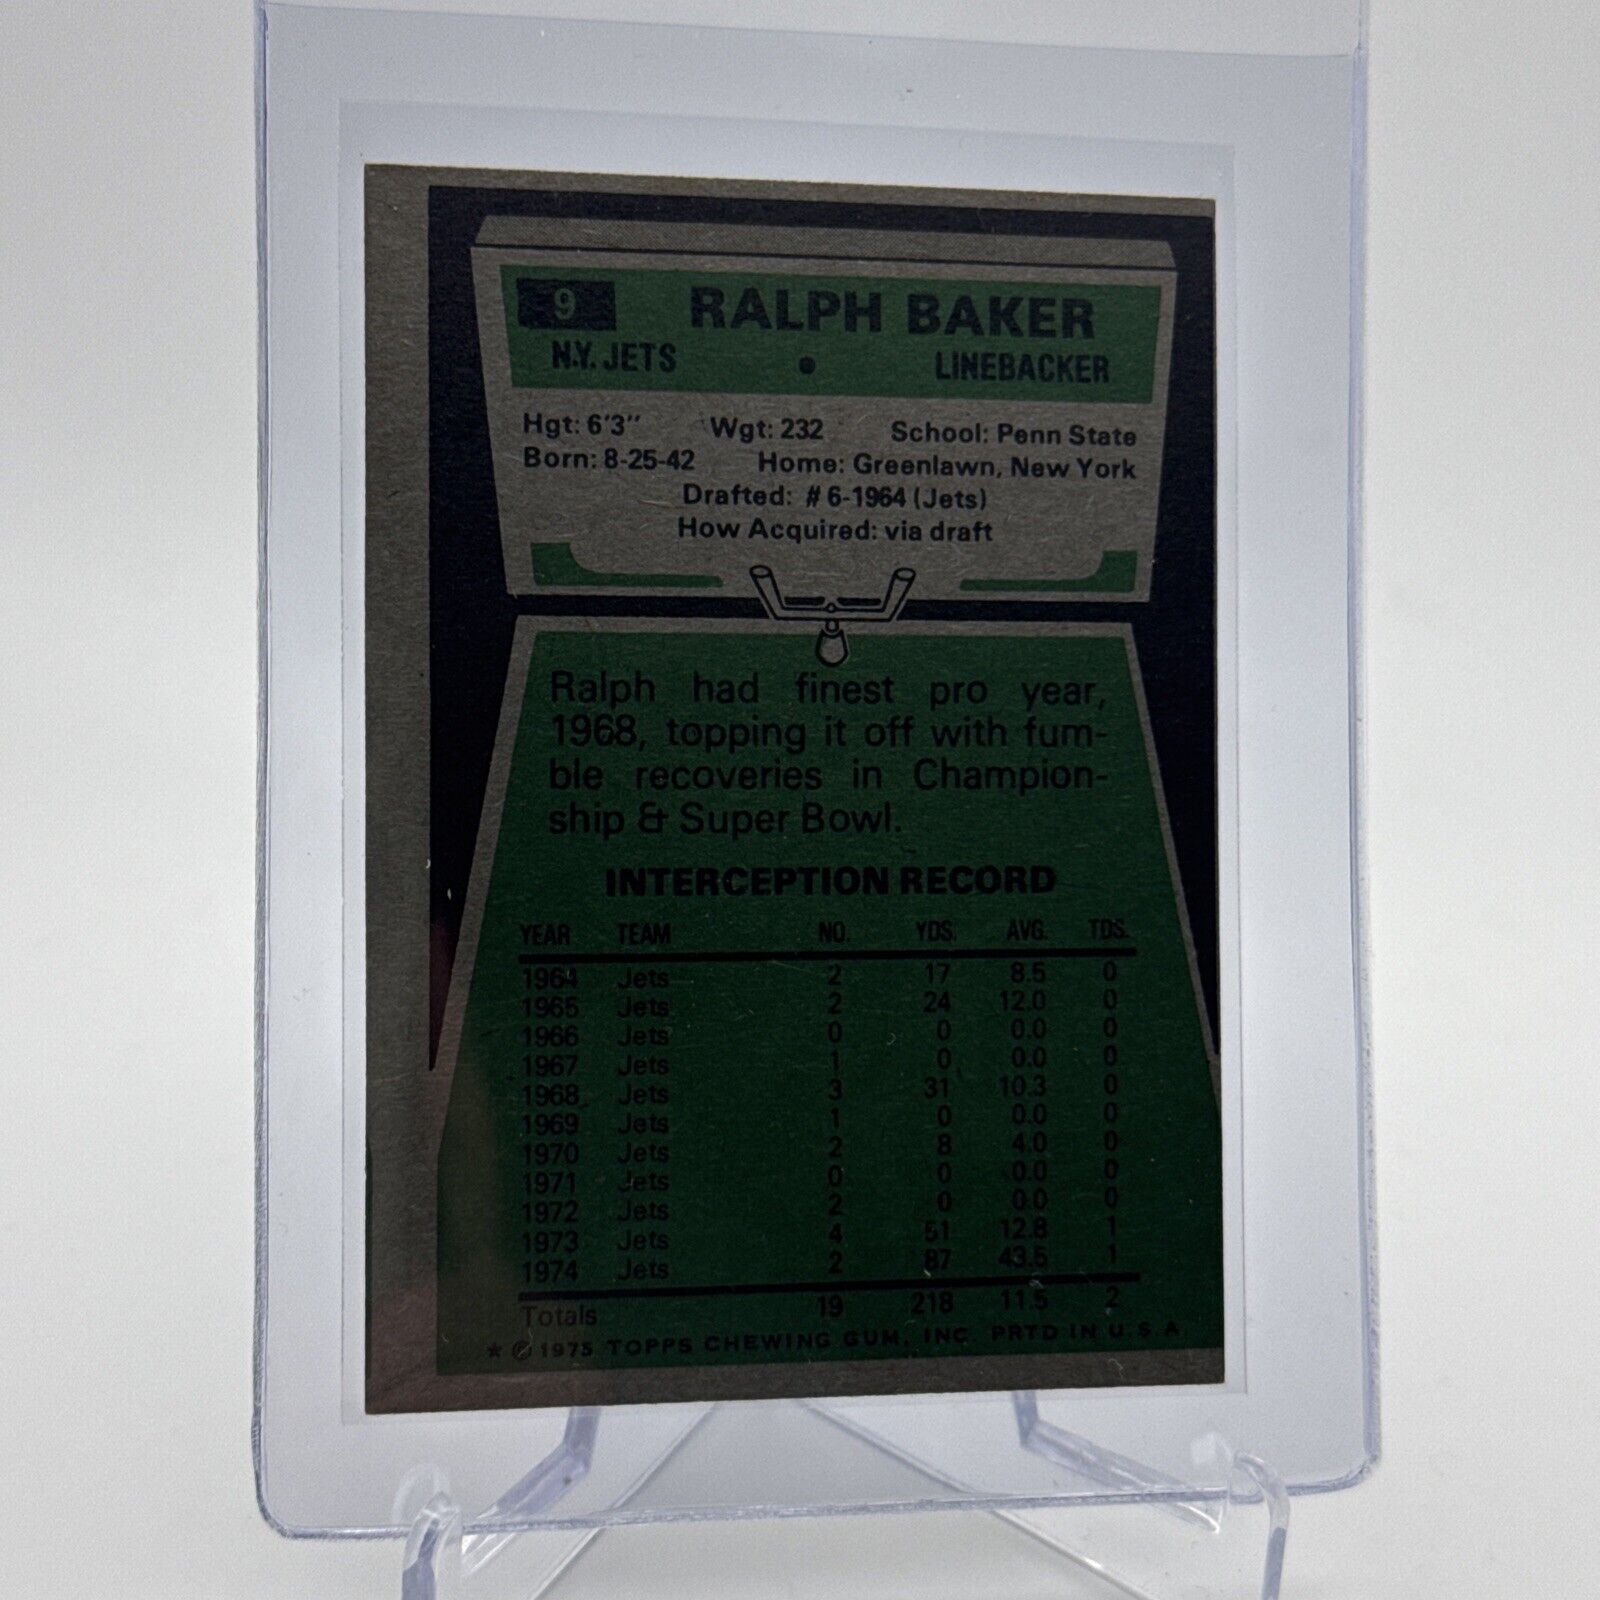 9 RALPH BAKER
N.Y. JETS • LINEBACKER
Hgt: 6'3" Wgt: 232 School: Penn State
Born: 8-25-42 Home: Greenlawn, New York
Drafted: #6-1964 (Jets)
How Acquired: via draft
Ralph had finest pro year,
1968, topping it off with fum-
ble recoveries in Champion-
ship & Super Bowl.
INTERCEPTION RECORD
YEAR TEAM NO. YDS. AVG. TDS.
1964 Jets 2 17 8.5 0
1965 Jets 2 24 12.0 0
1966 Jets 0 0 0.0 0
1967 Jets 1 0 0.0 0
1968 Jets 3 31 10.3 0
1969 Jets 1 0 0.0 0
1970 Jets 2 8 4.0 0
1971 Jets 0 0 0.0 0
1972 Jets 2 0 0.0 0
1973 Jets 4 51 12.8 1
1974 Jets 2 87 43.5 1
Totals 19 218 11.5 2
* © 1975 TOPPS CHEWING GUM, INC. PRTD IN U.S.A